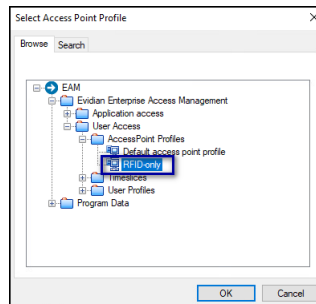 Select Access Point Profile
Browse Search
EAM
Evidian Enterprise Access Management
Application access
User Access
AccessPoint Profiles
Default access point profile
RFID-only
Timeslices
User Profiles
Program Data
OK Cancel